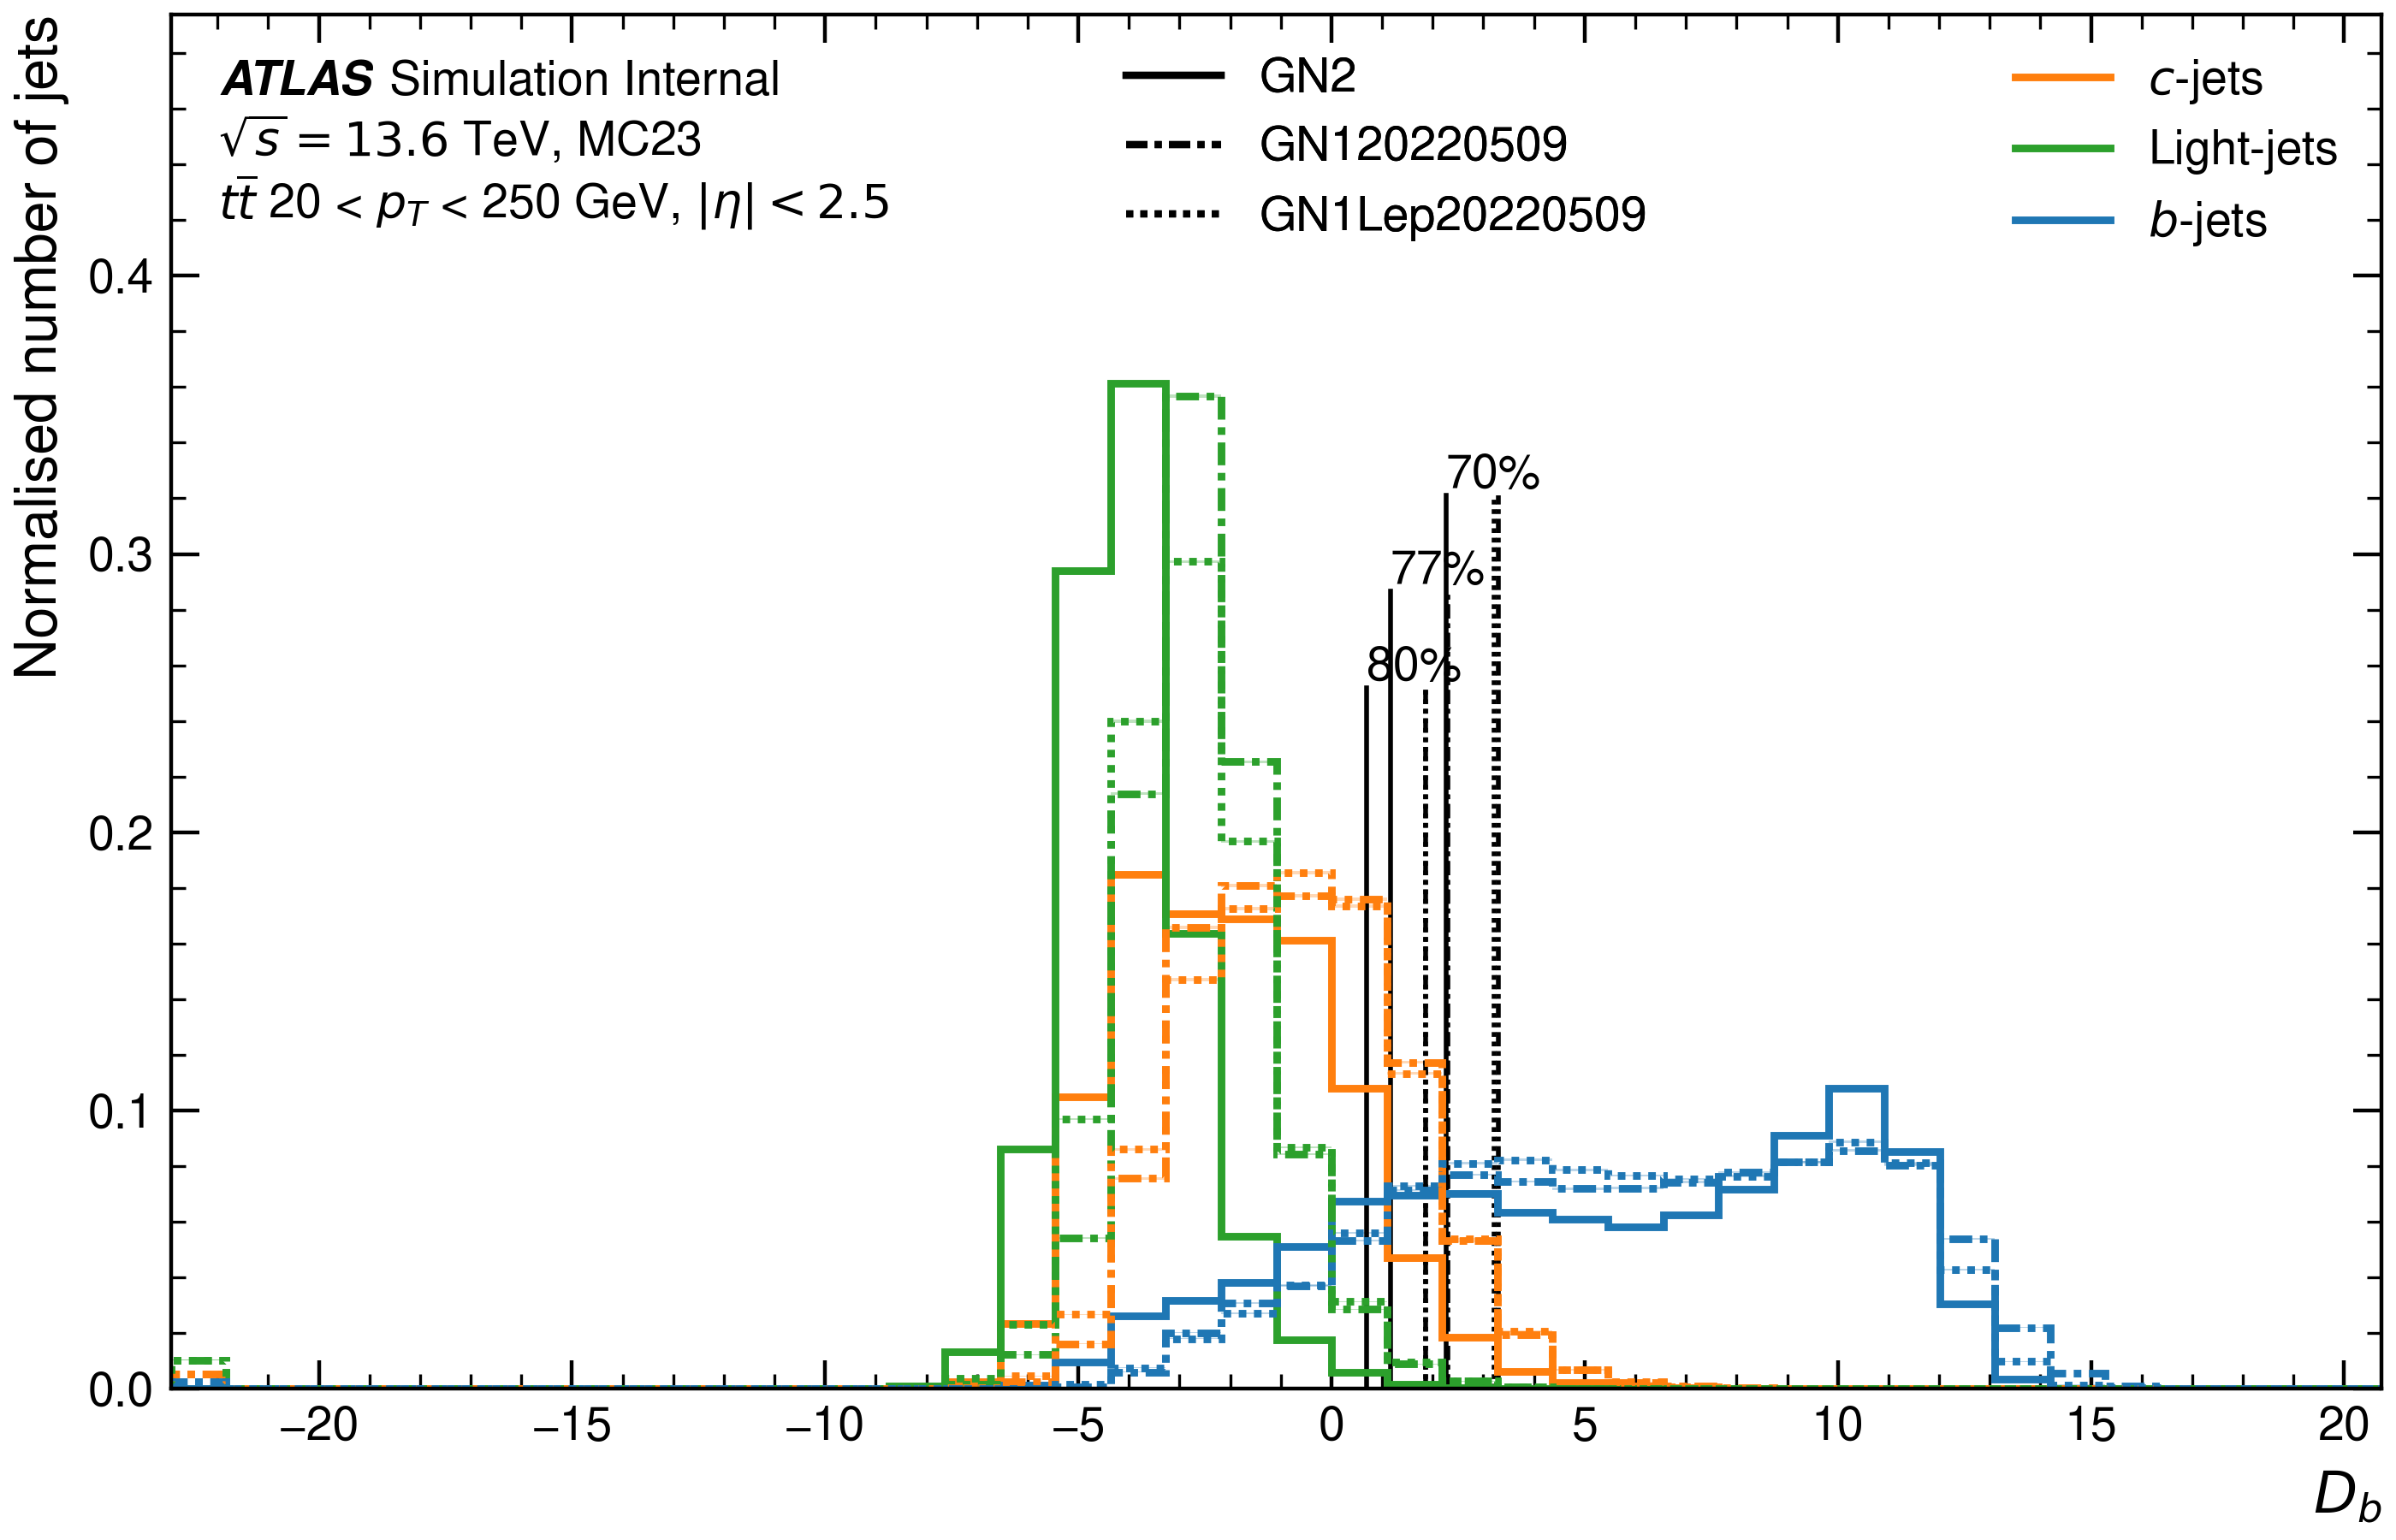 Normalised number of jets
ATLAS Simulation Internal
√s = 13.6 TeV, MC23
tt̄ 20 < p_T < 250 GeV, |η| < 2.5
GN2
GN120220509
GN1Lep20220509
c-jets
Light-jets
b-jets
0.4
0.3
0.2
0.1
0.0
70%
77%
80%
−20 −15 −10 −5 0 5 10 15 20
D_b